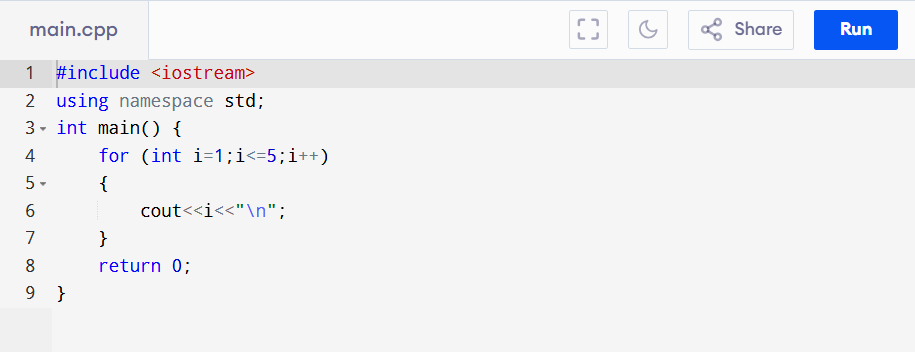 main.cpp Share Run
1 #include <iostream>
2 using namespace std;
3 int main() {
4     for (int i=1;i<=5;i++)
5     {
6         cout<<i<<"\n";
7     }
8     return 0;
9 }